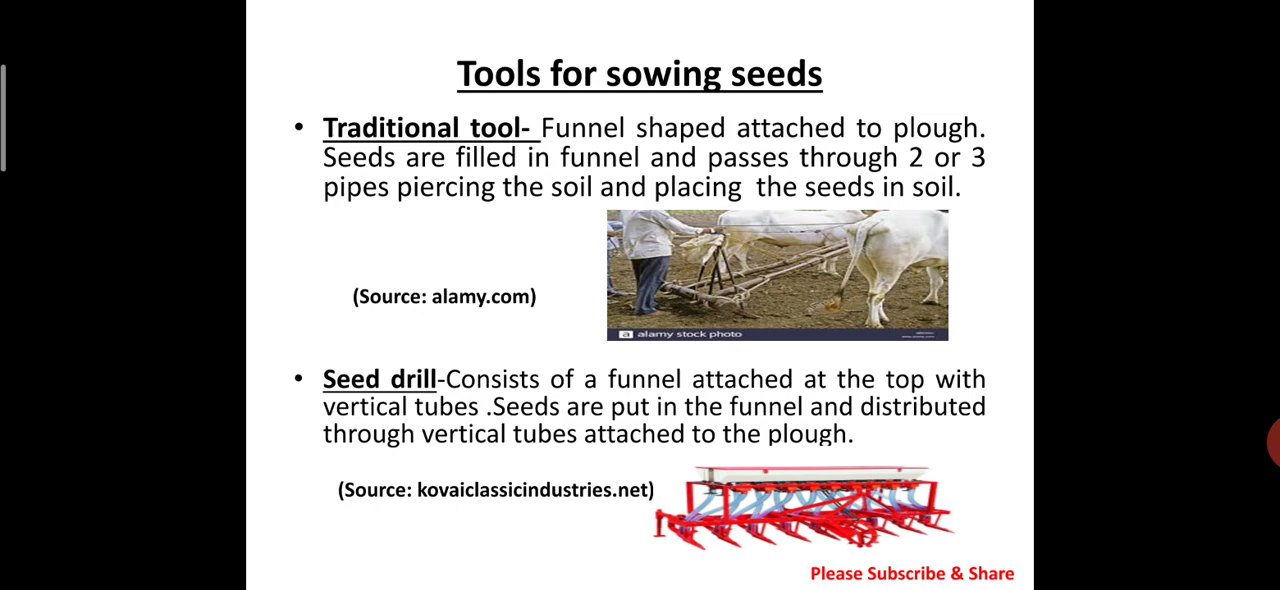 Tools for sowing seeds
• Traditional tool- Funnel shaped attached to plough.
Seeds are filled in funnel and passes through 2 or 3
pipes piercing the soil and placing the seeds in soil.
(Source: alamy.com)
a alamy stock photo
• Seed drill-Consists of a funnel attached at the top with
vertical tubes .Seeds are put in the funnel and distributed
through vertical tubes attached to the plough.
(Source: kovaiclassicindustries.net)
Please Subscribe & Share